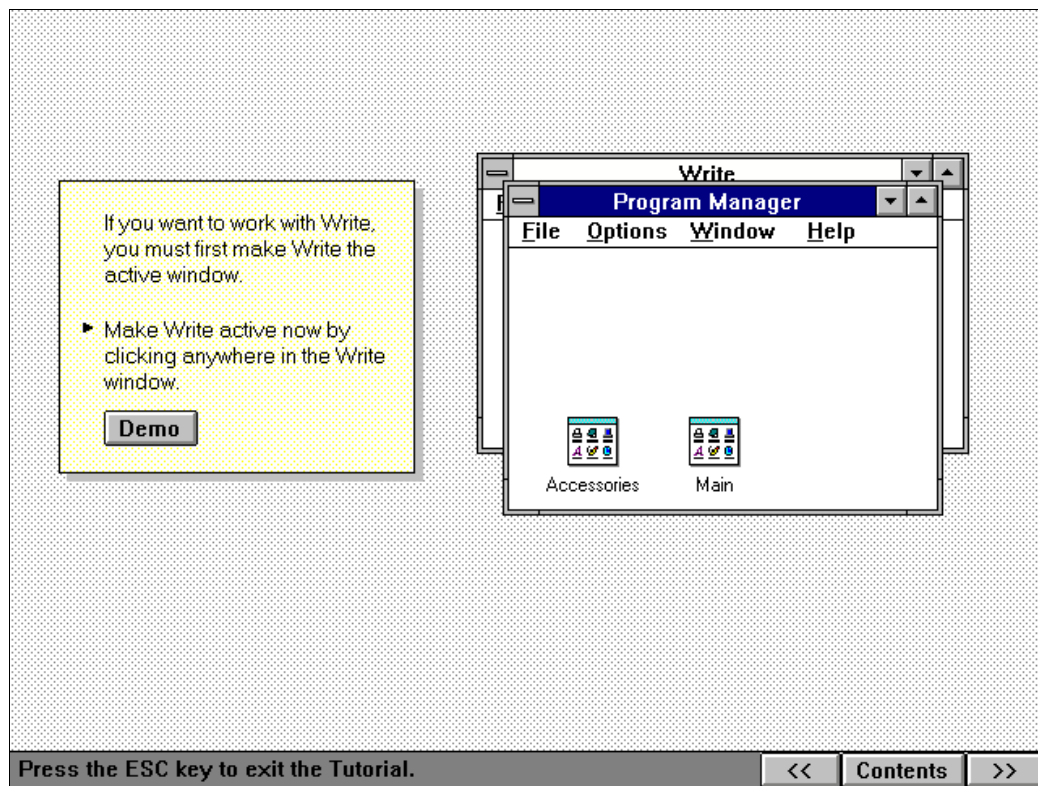 If you want to work with Write,
you must first make Write the
active window.
Make Write active now by
clicking anywhere in the Write
window.
Demo
Write
Program Manager
File Options Window Help
Accessories Main
Press the ESC key to exit the Tutorial.
<< Contents >>